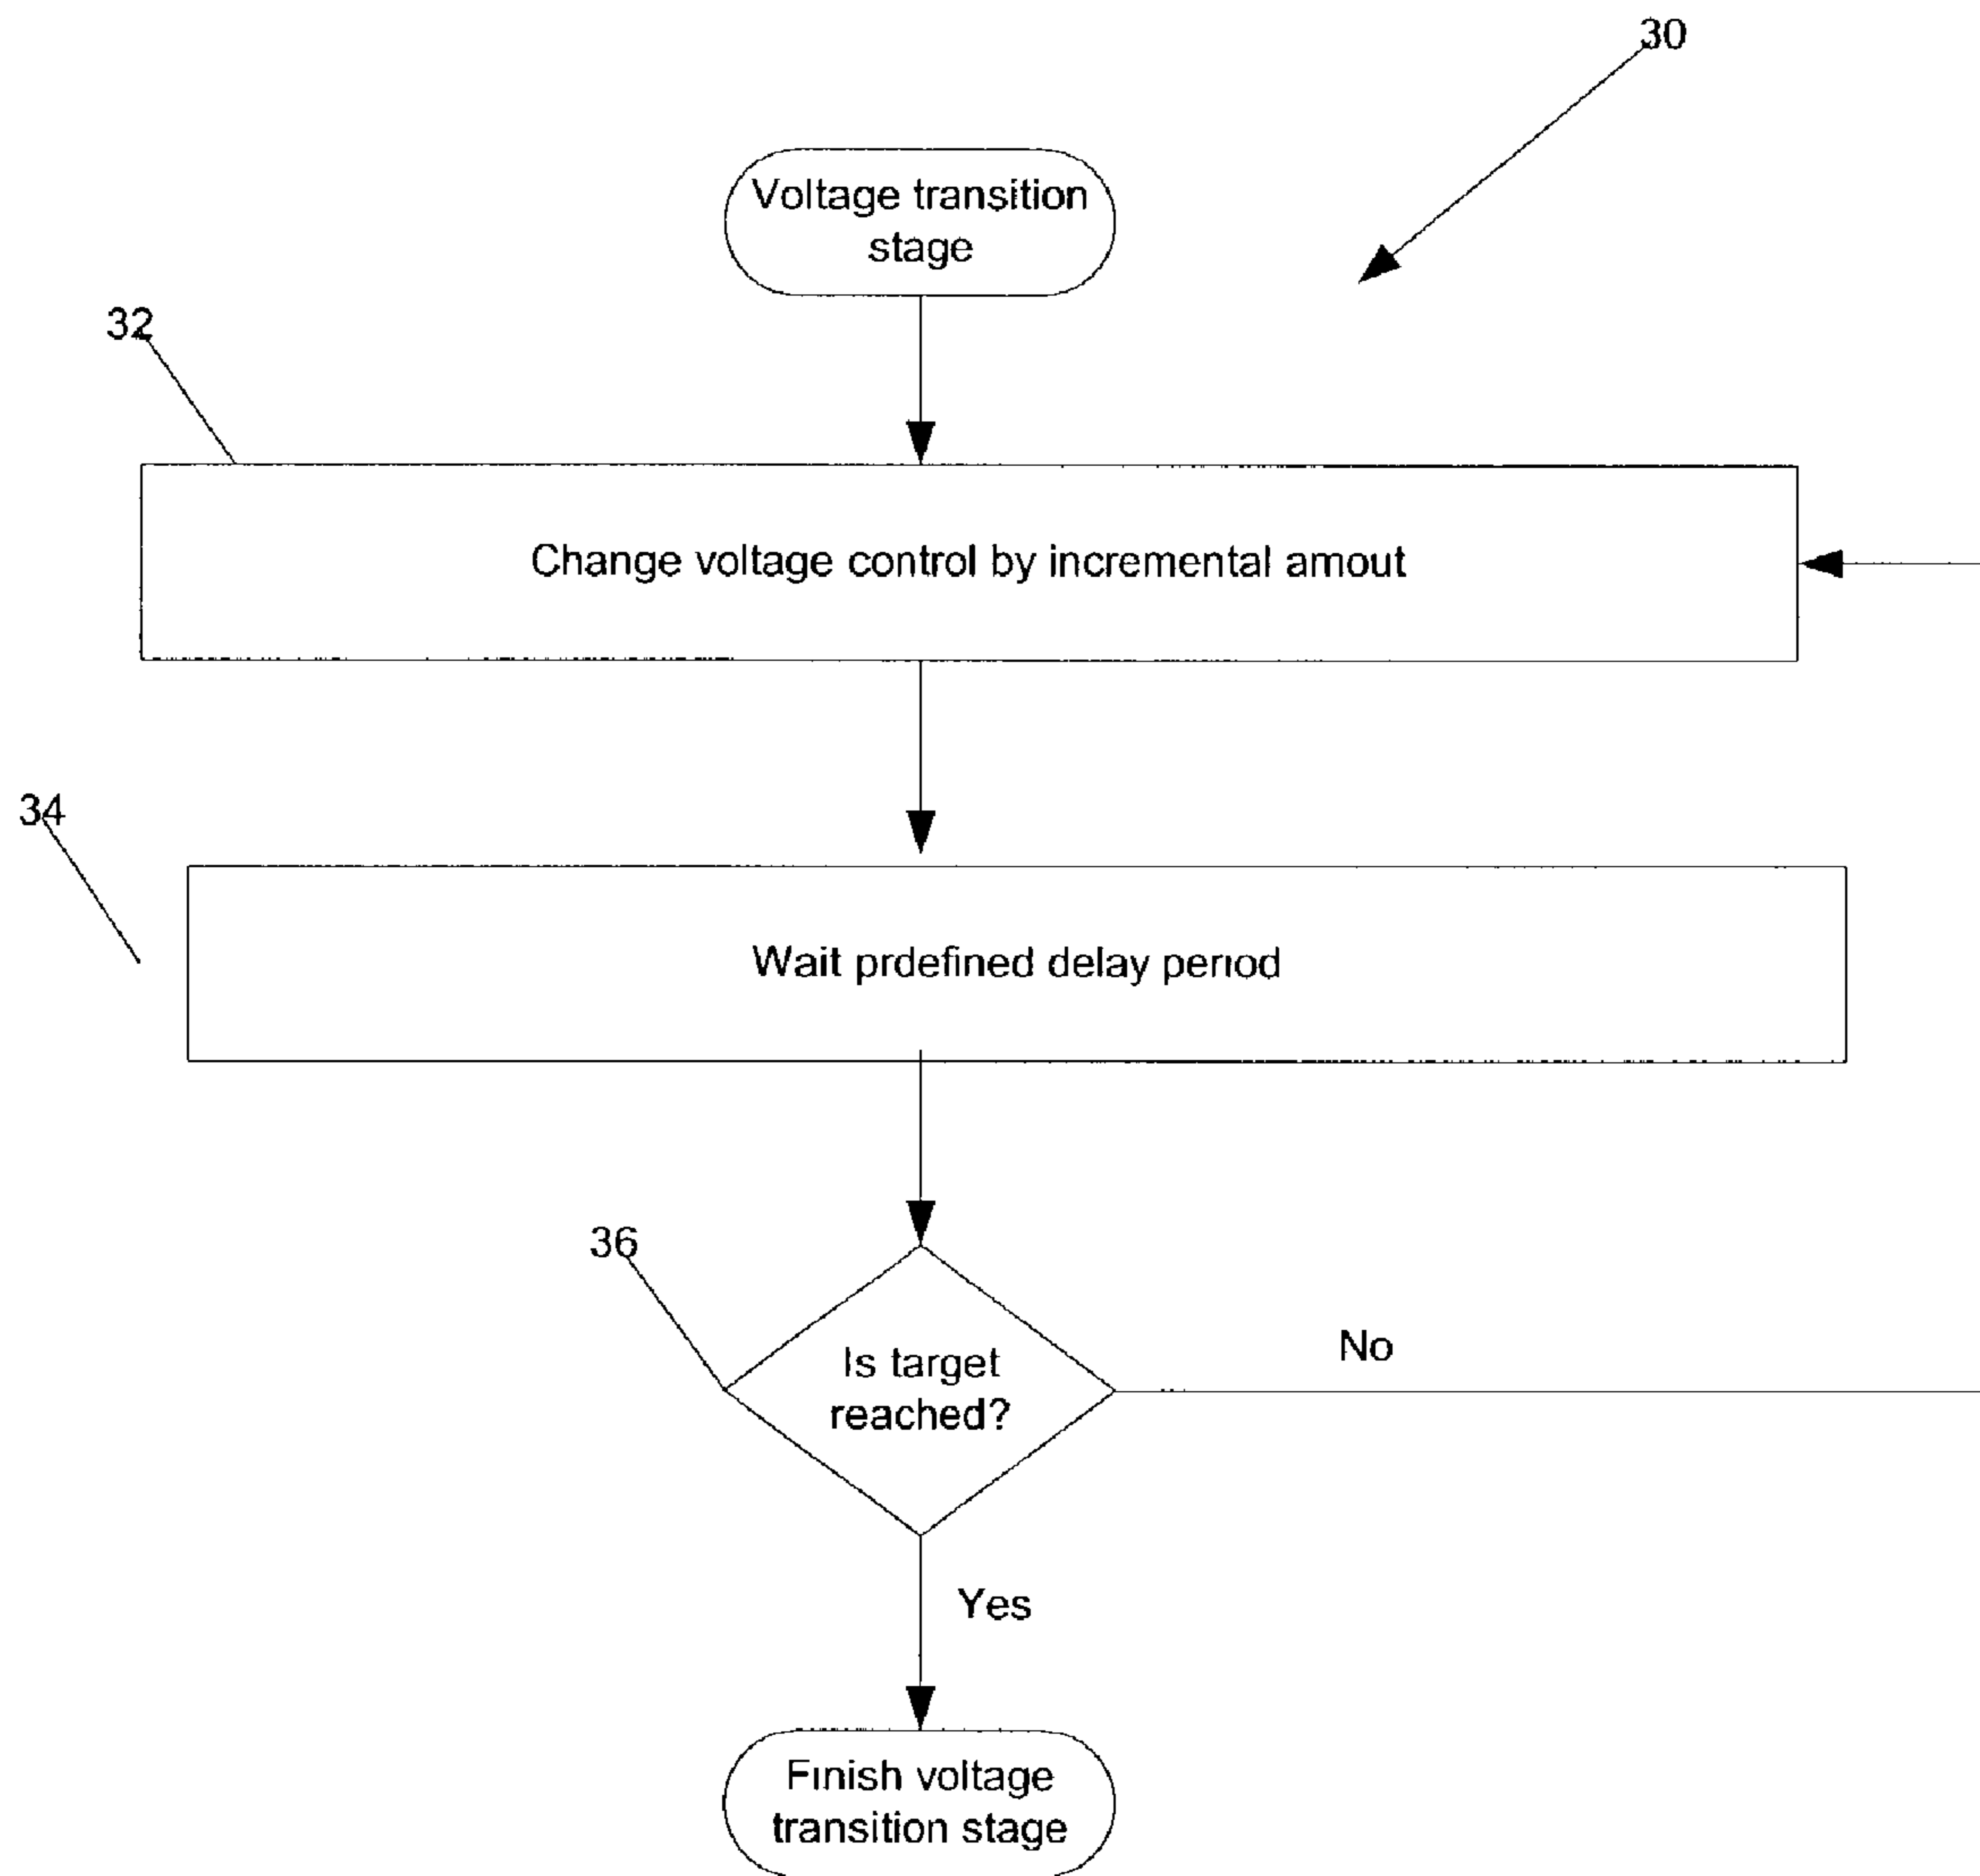 30
Voltage transition
stage
32
Change voltage control by incremental amout
34
Wait prdefined delay period
36
Is target
reached?
No
Yes
Finish voltage
transition stage